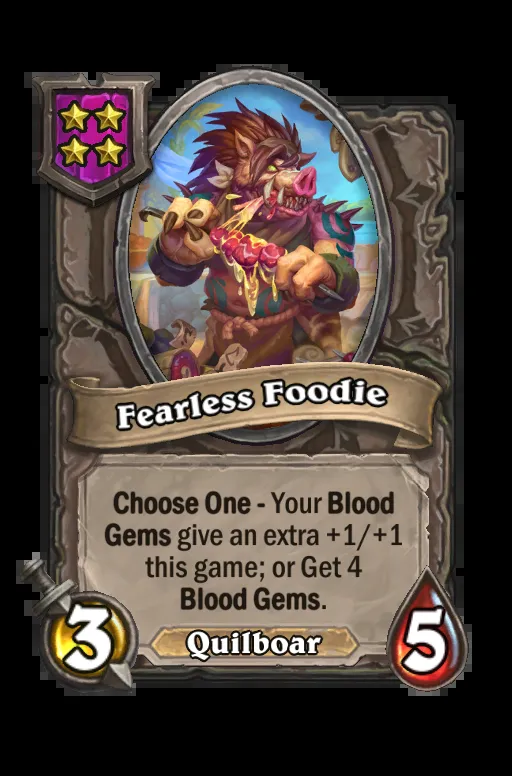 Fearless Foodie
Choose One - Your Blood
Gems give an extra +1/+1
this game; or Get 4
Blood Gems.
3
Quilboar
5